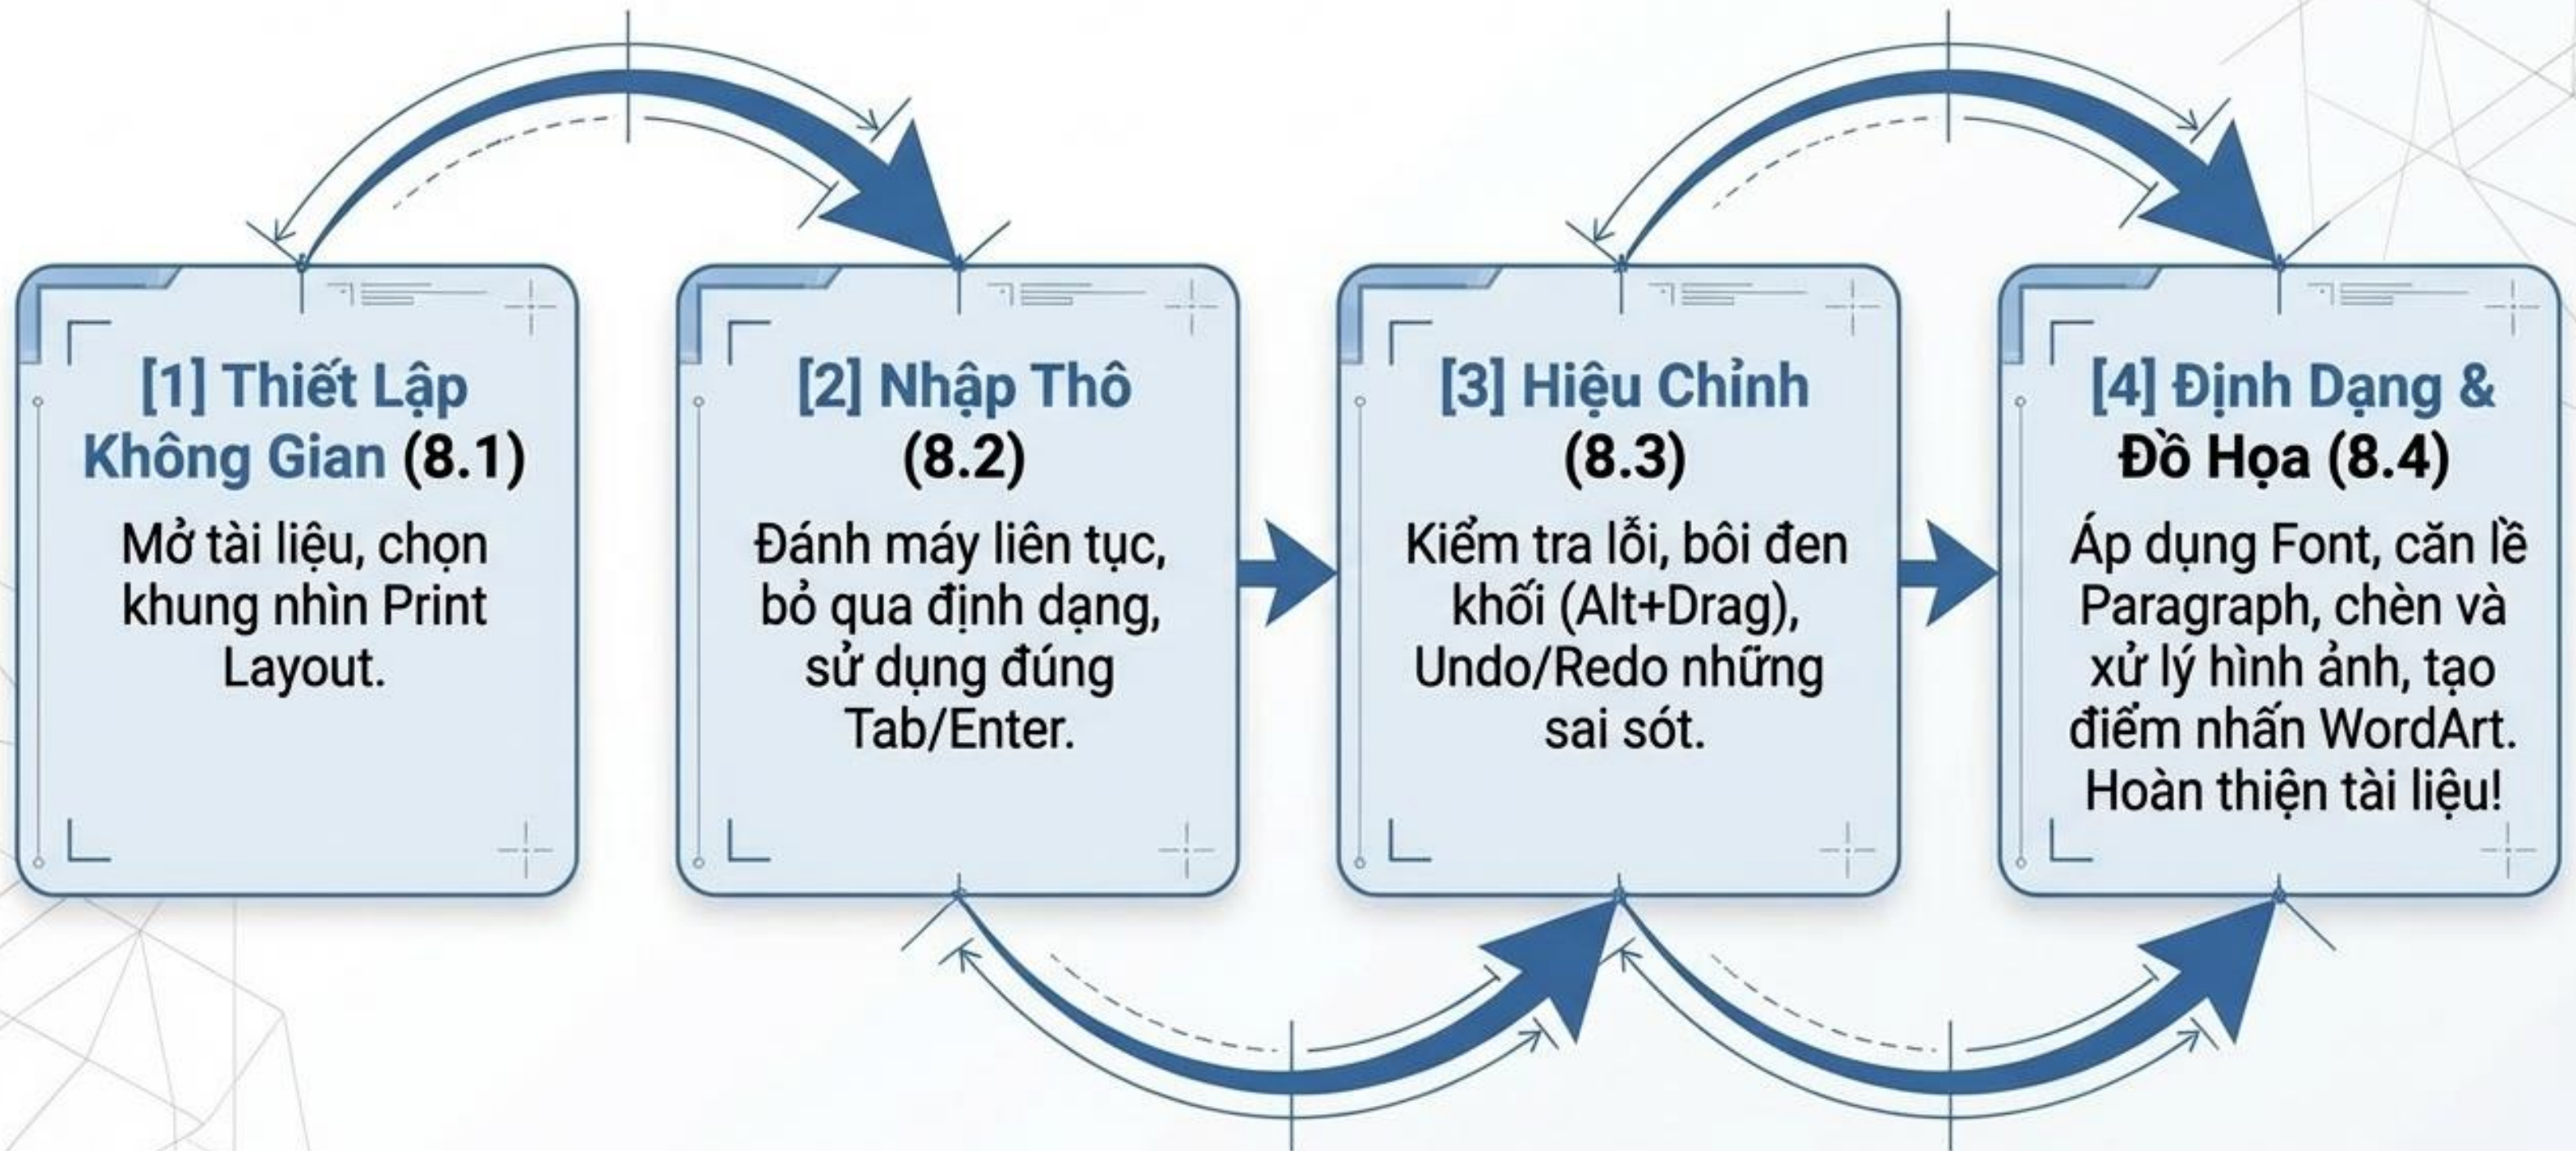 [1] Thiết Lập
Không Gian (8.1)
Mở tài liệu, chọn
khung nhìn Print
Layout.
[2] Nhập Thô
(8.2)
Đánh máy liên tục,
bỏ qua định dạng,
sử dụng đúng
Tab/Enter.
[3] Hiệu Chỉnh
(8.3)
Kiểm tra lỗi, bôi đen
khối (Alt+Drag),
Undo/Redo những
sai sót.
[4] Định Dạng &
Đồ Họa (8.4)
Áp dụng Font, căn lề
Paragraph, chèn và
xử lý hình ảnh, tạo
điểm nhấn WordArt.
Hoàn thiện tài liệu!